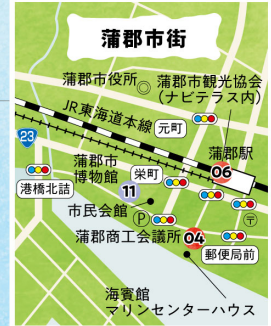 蒲郡市街
蒲郡市役所
蒲郡市観光協会
(ナビテラス内)
JR東海道本線
元町
23
蒲郡駅
06
蒲郡市
博物館
栄町
港橋北詰
11
市民会館
P
〒
蒲郡商工会議所
04
郵便局前
海賓館
マリンセンターハウス